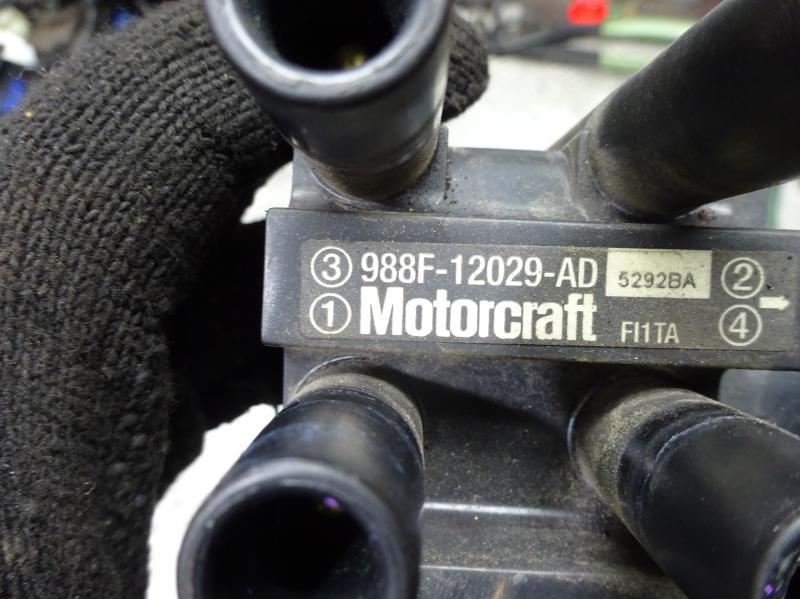 ③ 988F-12029-AD 5292BA ②
① Motorcraft FI1TA ④